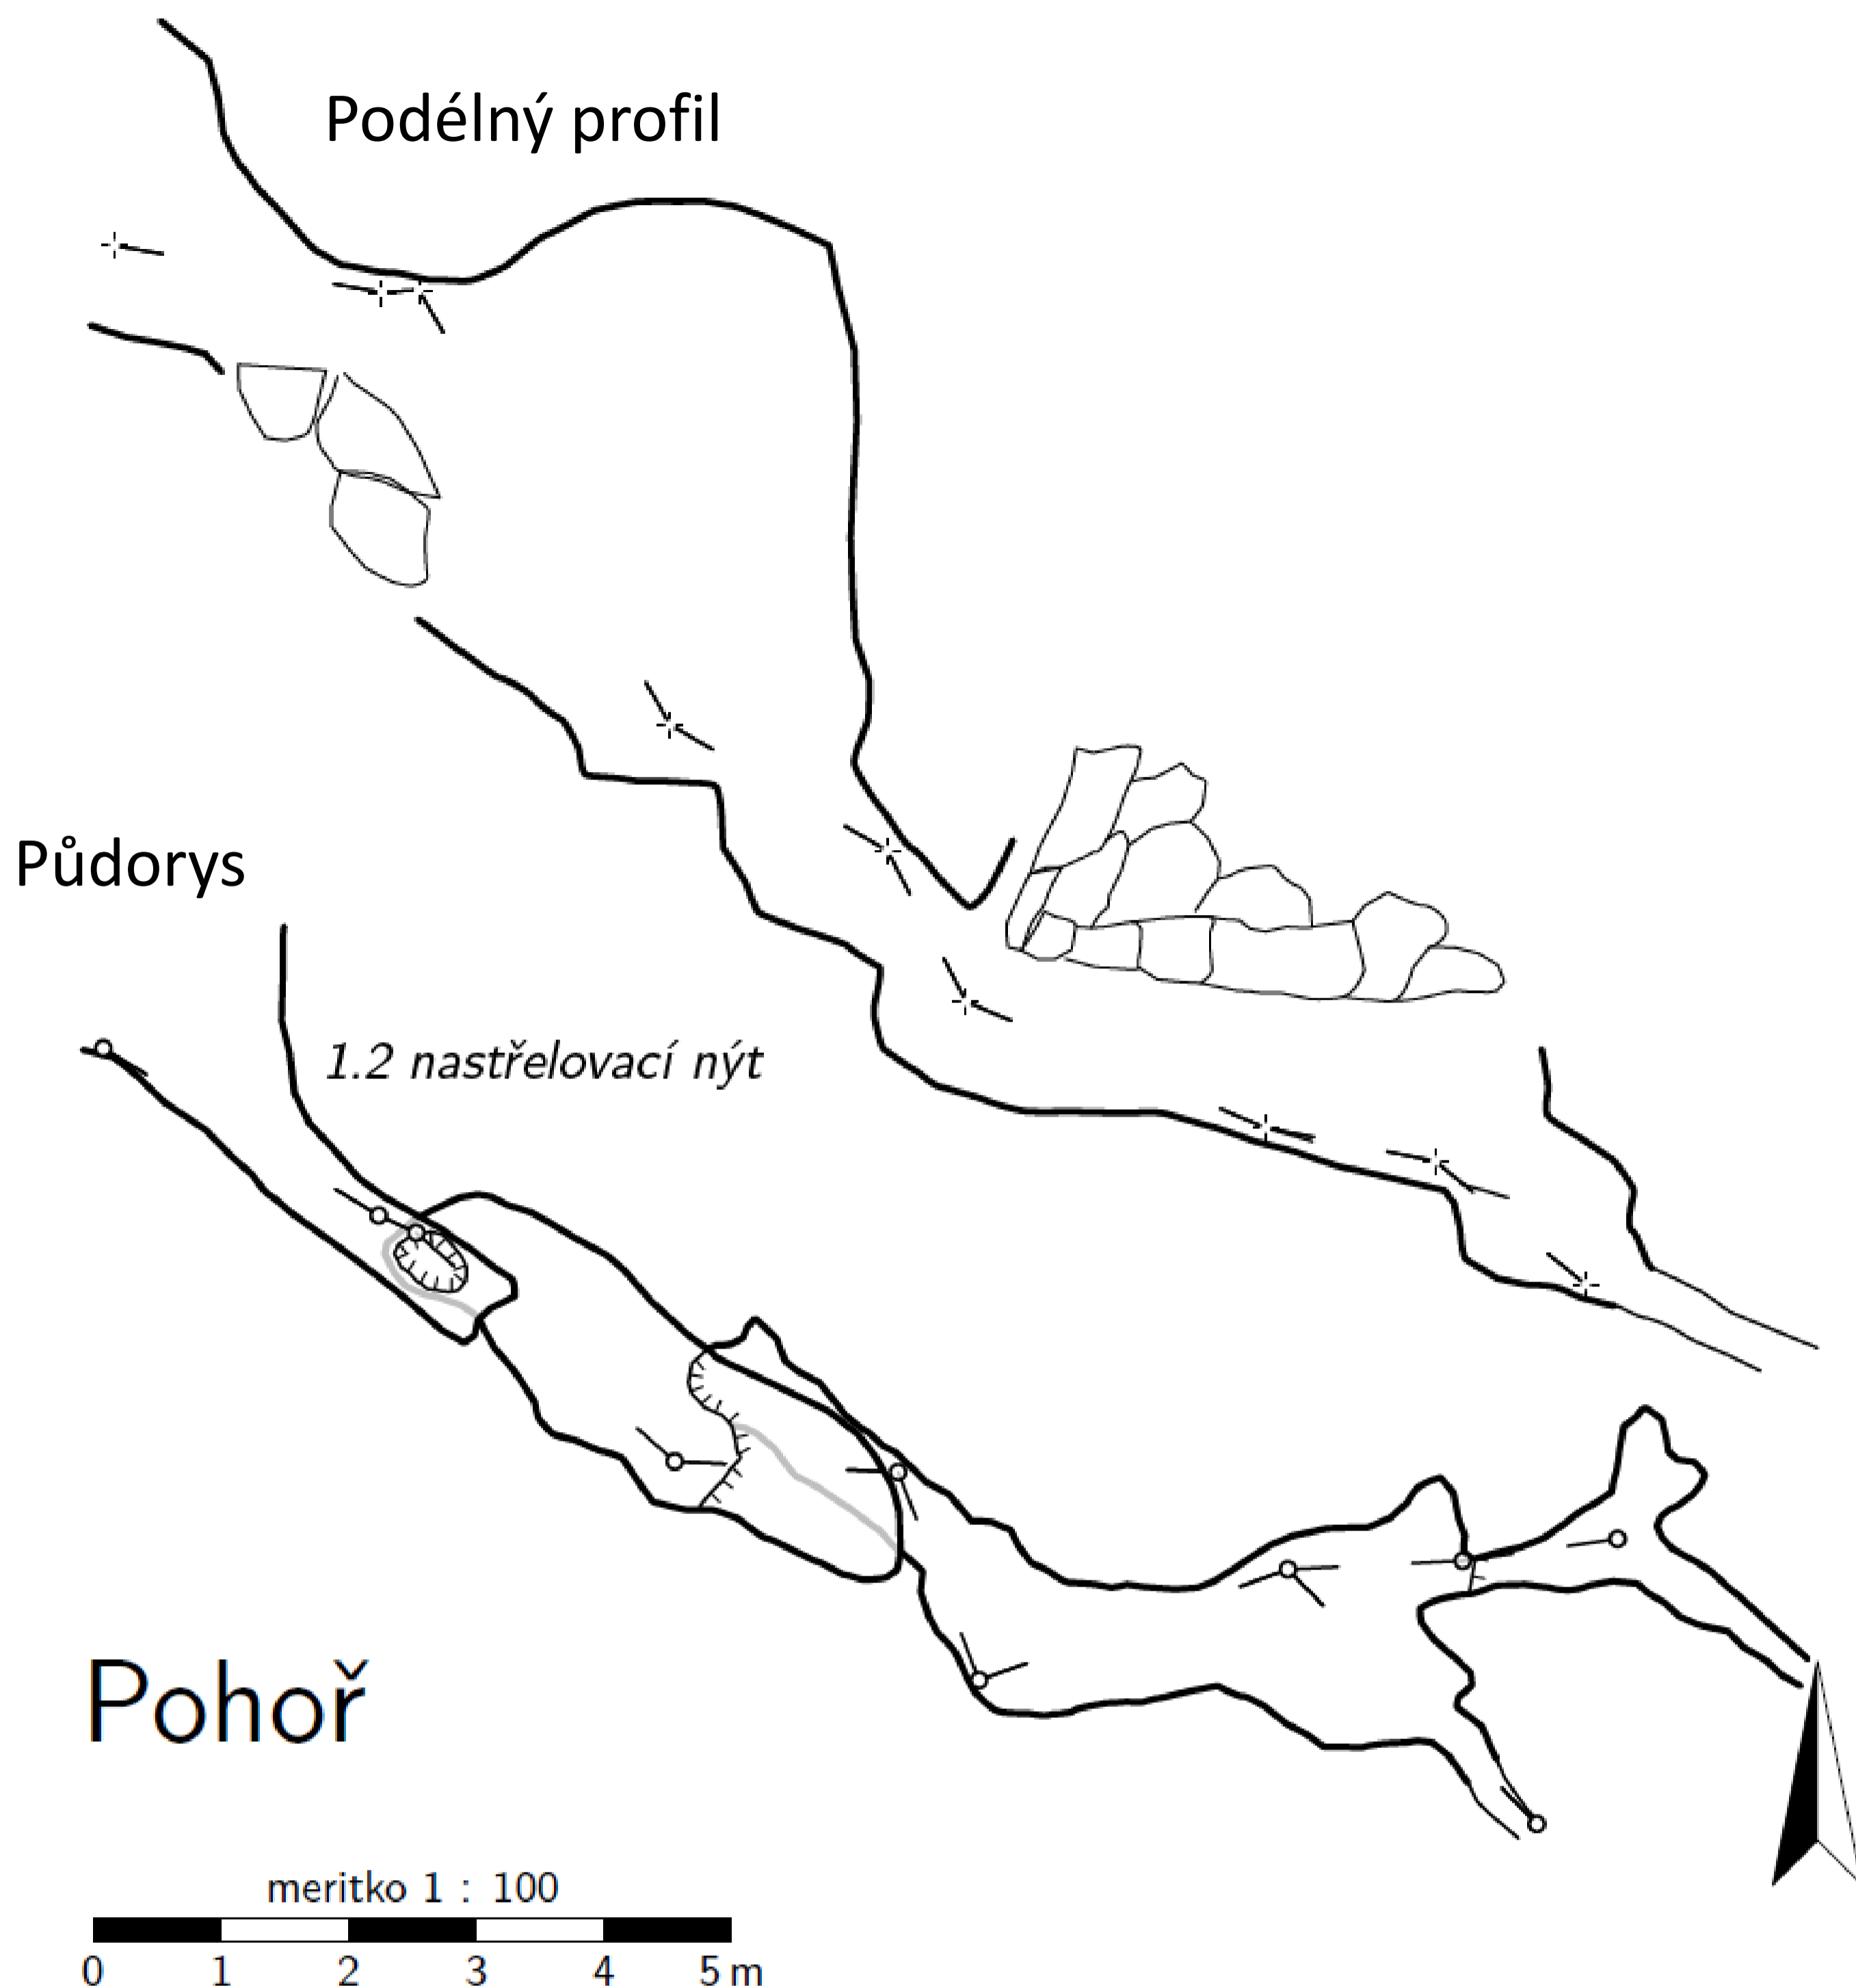 Podélný profil
Půdorys
1.2 nastřelovací nýt
Pohoř
meritko 1 : 100
0 1 2 3 4 5 m